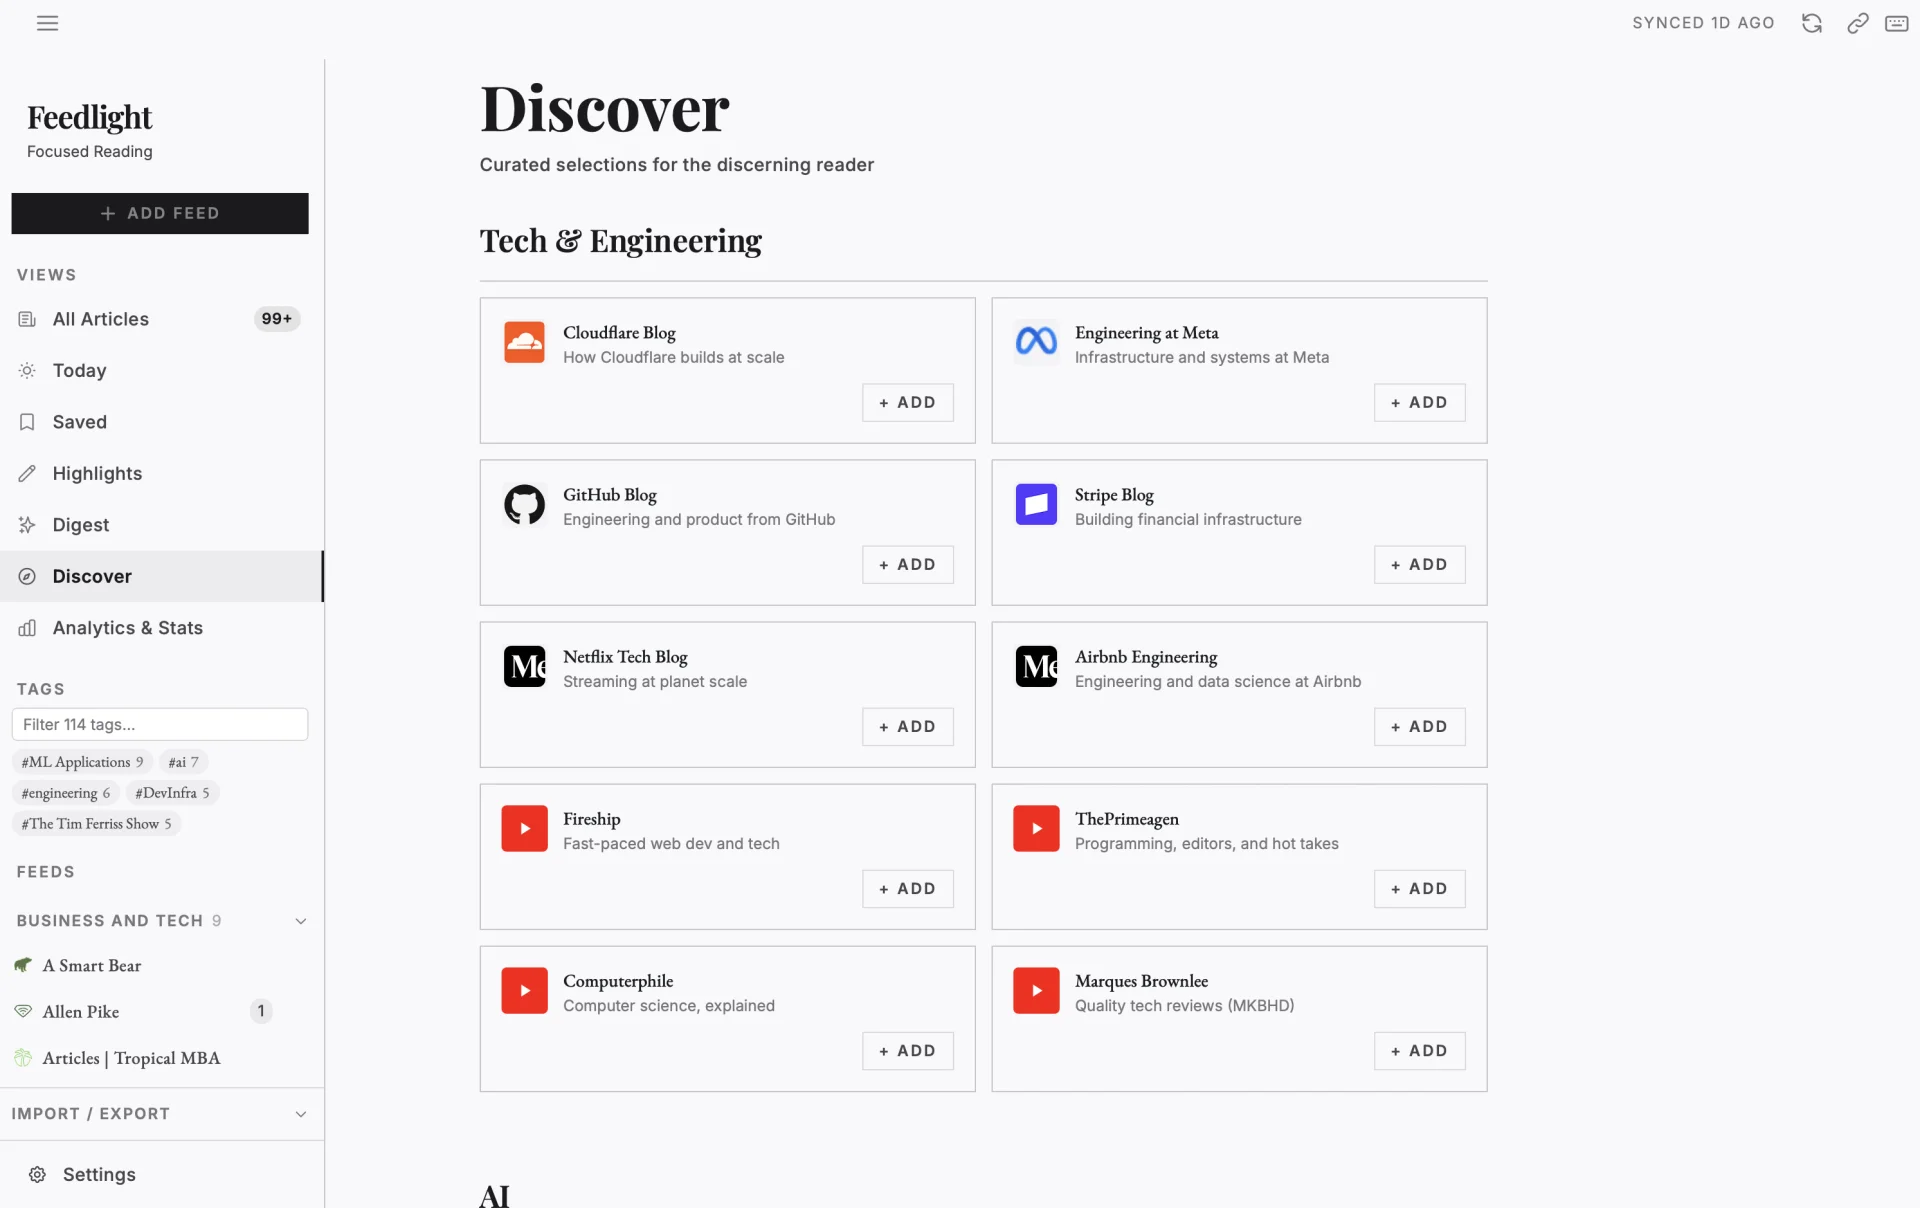 SYNCED 1D AGO
Feedlight
Focused Reading
+ ADD FEED
VIEWS
All Articles 99+
Today
Saved
Highlights
Digest
Discover
Analytics & Stats
TAGS
Filter 114 tags...
#ML Applications 9 #ai 7
#engineering 6 #DevInfra 5
#The Tim Ferriss Show 5
FEEDS
BUSINESS AND TECH 9
A Smart Bear
Allen Pike 1
Articles | Tropical MBA
IMPORT / EXPORT
Settings
Discover
Curated selections for the discerning reader
Tech & Engineering
Cloudflare Blog
How Cloudflare builds at scale
+ ADD
Engineering at Meta
Infrastructure and systems at Meta
+ ADD
GitHub Blog
Engineering and product from GitHub
+ ADD
Stripe Blog
Building financial infrastructure
+ ADD
Me
Netflix Tech Blog
Streaming at planet scale
+ ADD
Me
Airbnb Engineering
Engineering and data science at Airbnb
+ ADD
Fireship
Fast-paced web dev and tech
+ ADD
ThePrimeagen
Programming, editors, and hot takes
+ ADD
Computerphile
Computer science, explained
+ ADD
Marques Brownlee
Quality tech reviews (MKBHD)
+ ADD
AI